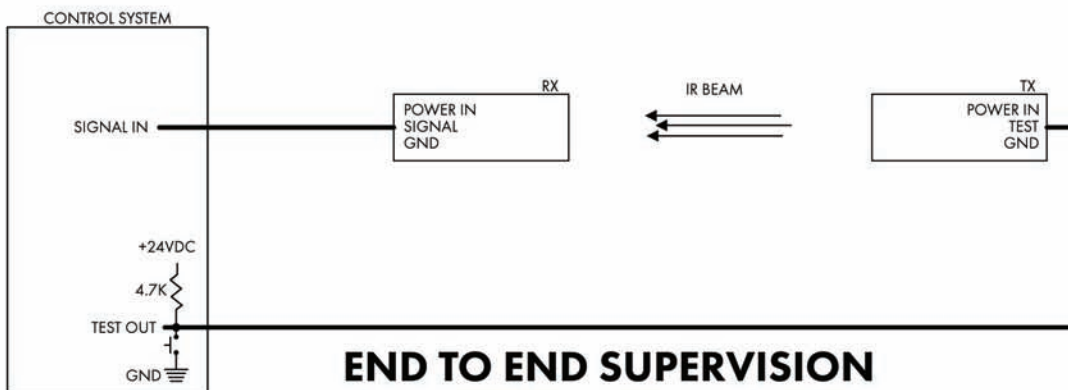 CONTROL SYSTEM
RX
IR BEAM
TX
POWER IN
SIGNAL
GND
POWER IN
TEST
GND
SIGNAL IN
+24VDC
4.7K
TEST OUT
GND
END TO END SUPERVISION